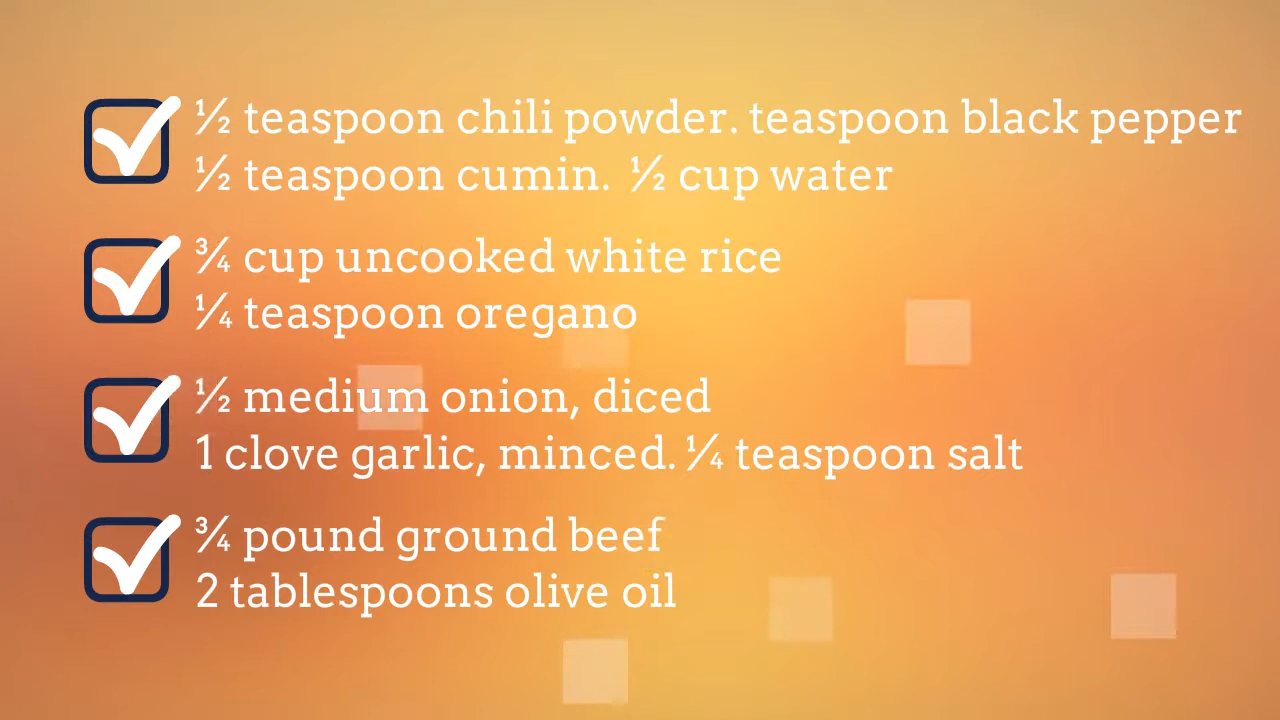 ½ teaspoon chili powder. teaspoon black pepper
½ teaspoon cumin. ½ cup water
¾ cup uncooked white rice
¼ teaspoon oregano
½ medium onion, diced
1 clove garlic, minced. ¼ teaspoon salt
¾ pound ground beef
2 tablespoons olive oil